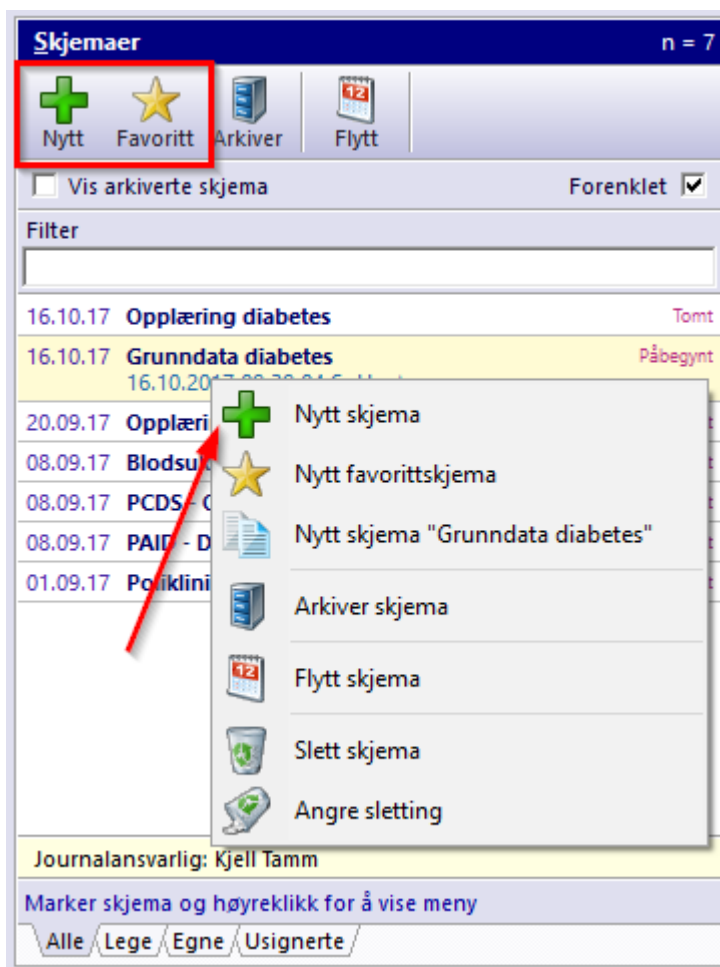 Skjemaer n = 7
Nytt Favoritt Arkiver Flytt
Vis arkiverte skjema Forenklet
Filter
16.10.17 Opplæring diabetes Tomt
16.10.17 Grunndata diabetes Påbegynt
20.09.17
08.09.17
08.09.17 PCDS -
08.09.17 PAID - D
01.09.17
Nytt skjema
Nytt favorittskjema
Nytt skjema "Grunndata diabetes"
Arkiver skjema
Flytt skjema
Slett skjema
Angre sletting
Journalansvarlig: Kjell Tamm
Marker skjema og høyreklikk for å vise meny
Alle Lege Egne Usignerte